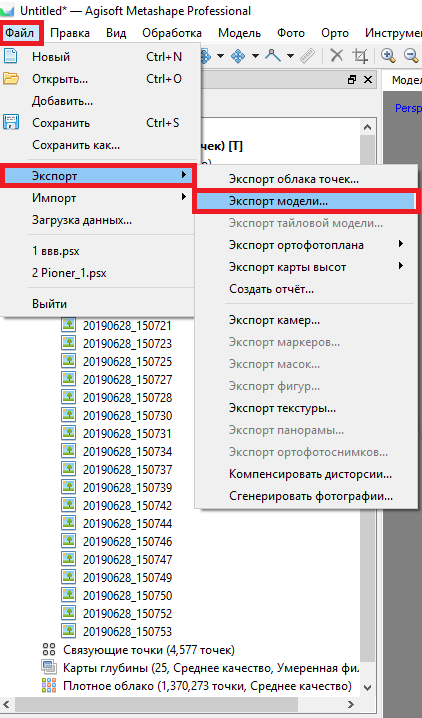 Untitled* — Agisoft Metashape Professional
Файл Правка Вид Обработка Модель Фото Орто Инструмен
Новый Ctrl+N
Открыть... Ctrl+O
Добавить...
Сохранить Ctrl+S
Сохранить как...
Экспорт
Импорт
Загрузка данных...
1 ввв.psx
2 Pioner_1.psx
Выйти
Модел
Persp
точек) [T]
Экспорт облака точек...
Экспорт модели...
Экспорт тайловой модели...
Экспорт ортофотоплана
Экспорт карты высот
Создать отчёт...
Экспорт камер...
Экспорт маркеров...
Экспорт масок...
Экспорт фигур...
Экспорт текстуры...
Экспорт панорамы...
Экспорт ортофотоснимков...
Компенсировать дисторсии...
Сгенерировать фотографии...
20190628_150721
20190628_150723
20190628_150725
20190628_150727
20190628_150728
20190628_150730
20190628_150731
20190628_150734
20190628_150737
20190628_150739
20190628_150742
20190628_150744
20190628_150746
20190628_150747
20190628_150749
20190628_150750
20190628_150752
20190628_150753
Связующие точки (4,577 точек)
Карты глубины (25, Среднее качество, Умеренная фил
Плотное облако (1,370,273 точки, Среднее качество)